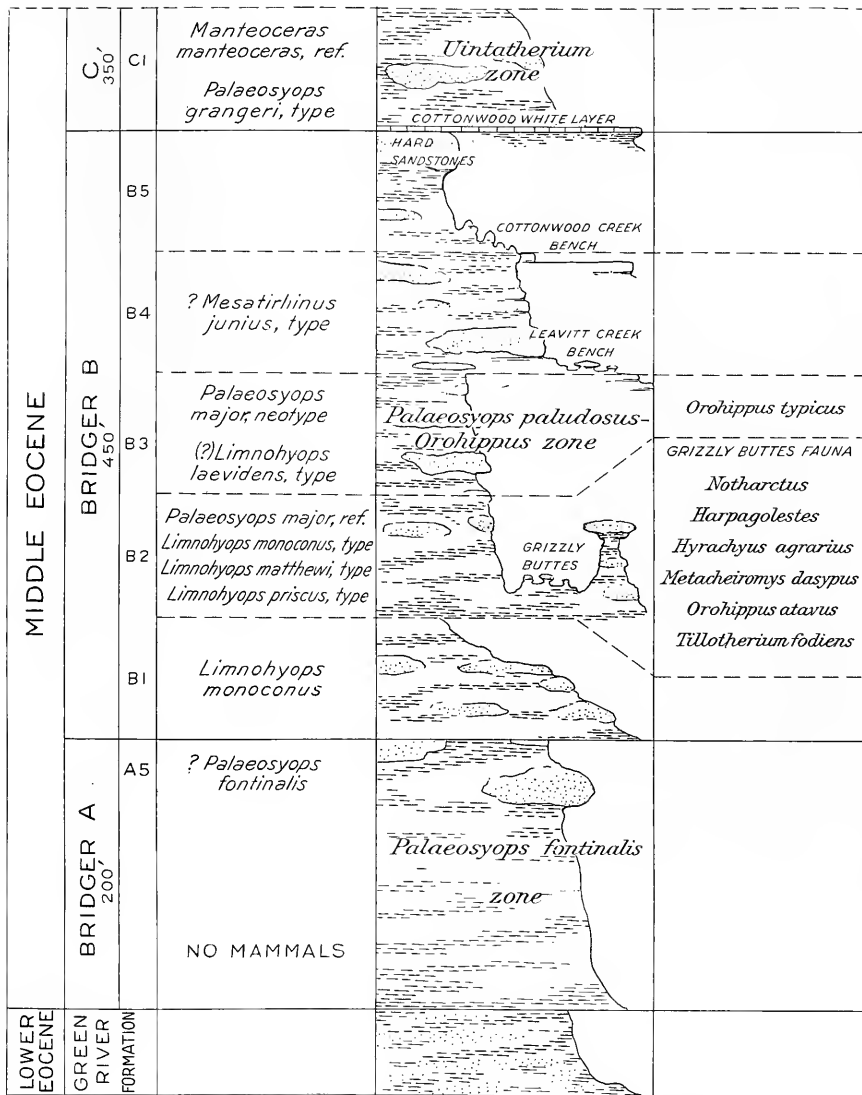 MIDDLE EOCENE
LOWER
EOCENE
C
350'
BRIDGER B
450'
BRIDGER A
200'
GREEN
RIVER
FORMATION
C1
Manteoceras
manteoceras, ref.
Palaeosyops
grangeri, type
Uintatherium
zone
COTTONWOOD WHITE LAYER
B5
HARD
SANDSTONES
COTTONWOOD CREEK
BENCH
B4
? Mesatirhinus
junius, type
LEAVITT CREEK
BENCH
B3
Palaeosyops
major, neotype
(?) Limnohyops
laevidens, type
Palaeosyops paludosus-
Orohippus zone
Orohippus typicus
GRIZZLY BUTTES FAUNA
Notharctus
Harpagolestes
Hyrachyus agrarius
Metacheiromys dasypus
Orohippus atavus
Tillotherium fodiens
B2
Palaeosyops major, ref.
Limnohyops monoconus, type
Limnohyops matthewi, type
Limnohyops priscus, type
GRIZZLY
BUTTES
B1
Limnohyops
monoconus
A5
? Palaeosyops
fontinalis
Palaeosyops fontinalis
zone
NO MAMMALS